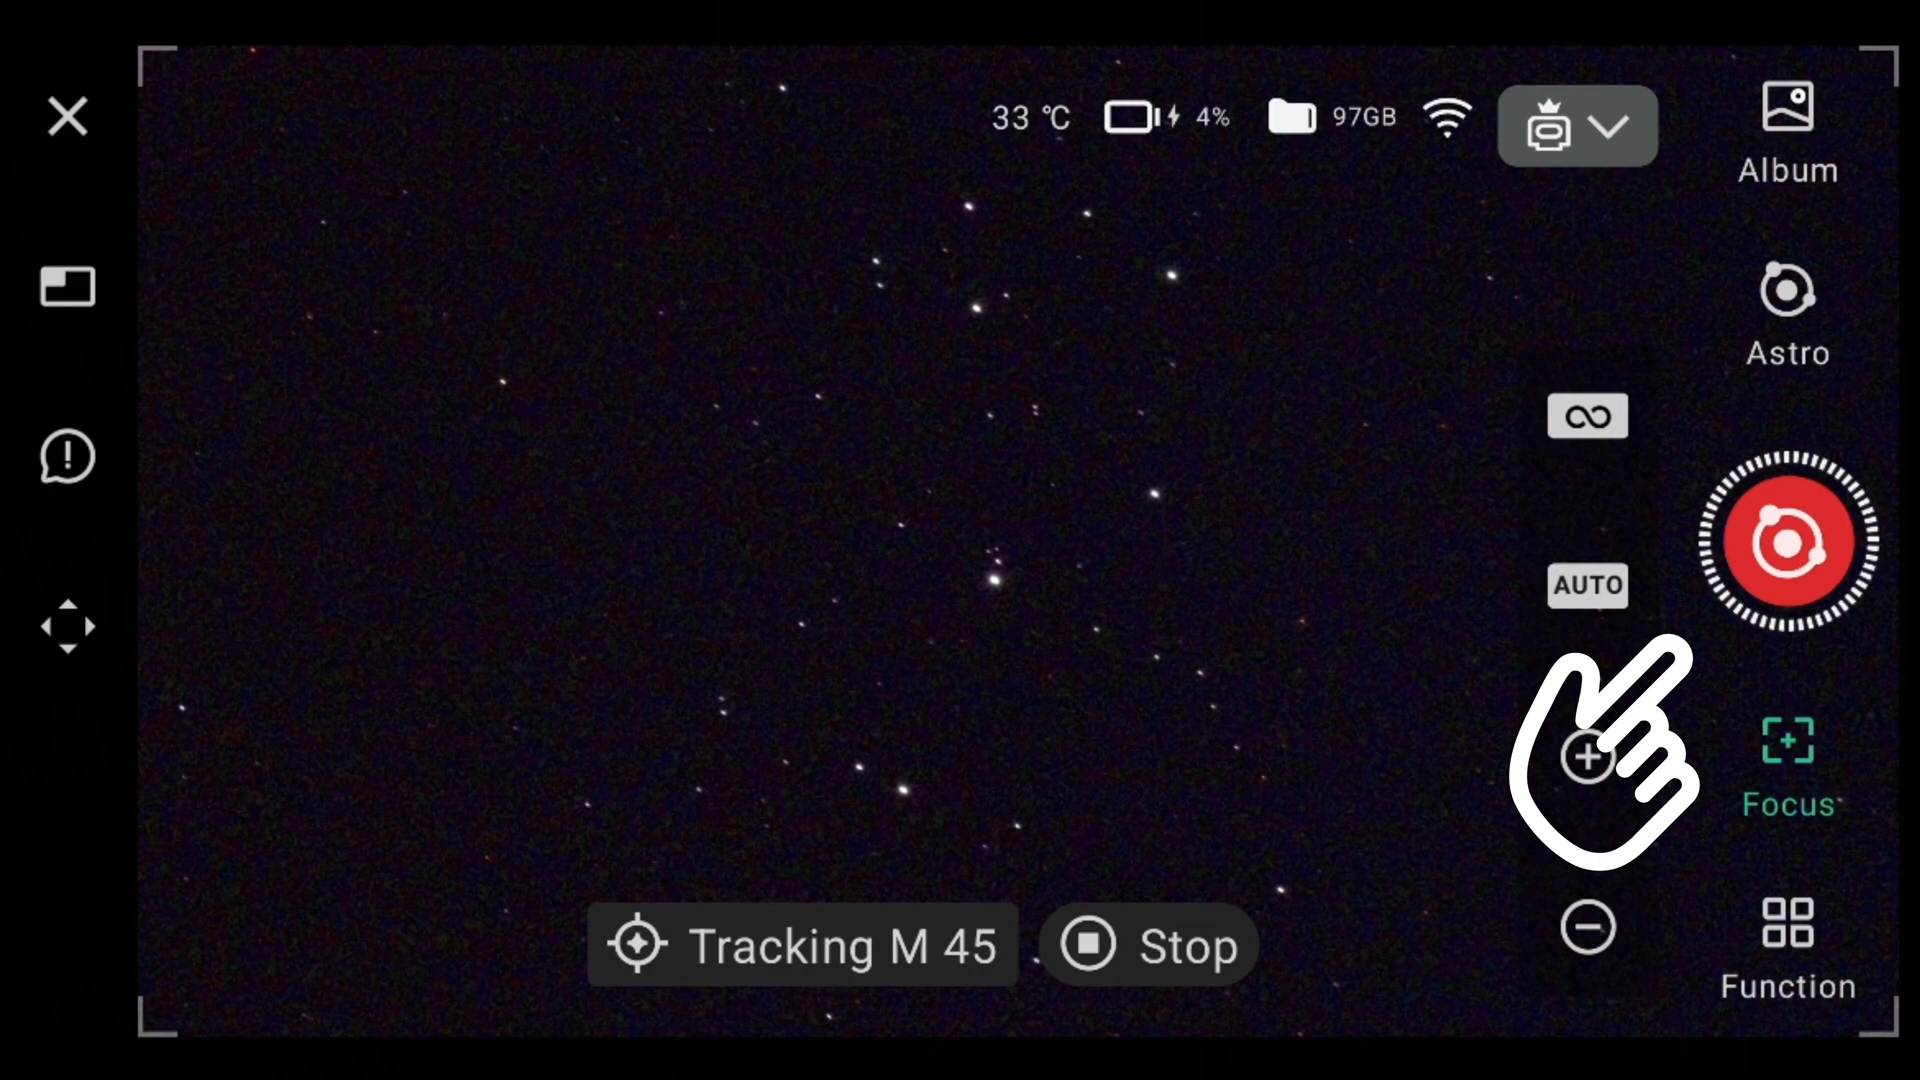 33 ℃
4%
97GB
Album
Astro
∞
AUTO
Focus
Tracking M 45
Stop
Function